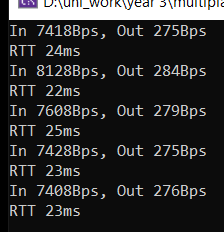 D:\uni_work\year 3\multipla
In 7418Bps, Out 275Bps
RTT 24ms
In 8128Bps, Out 284Bps
RTT 22ms
In 7608Bps, Out 279Bps
RTT 25ms
In 7428Bps, Out 275Bps
RTT 23ms
In 7408Bps, Out 276Bps
RTT 23ms